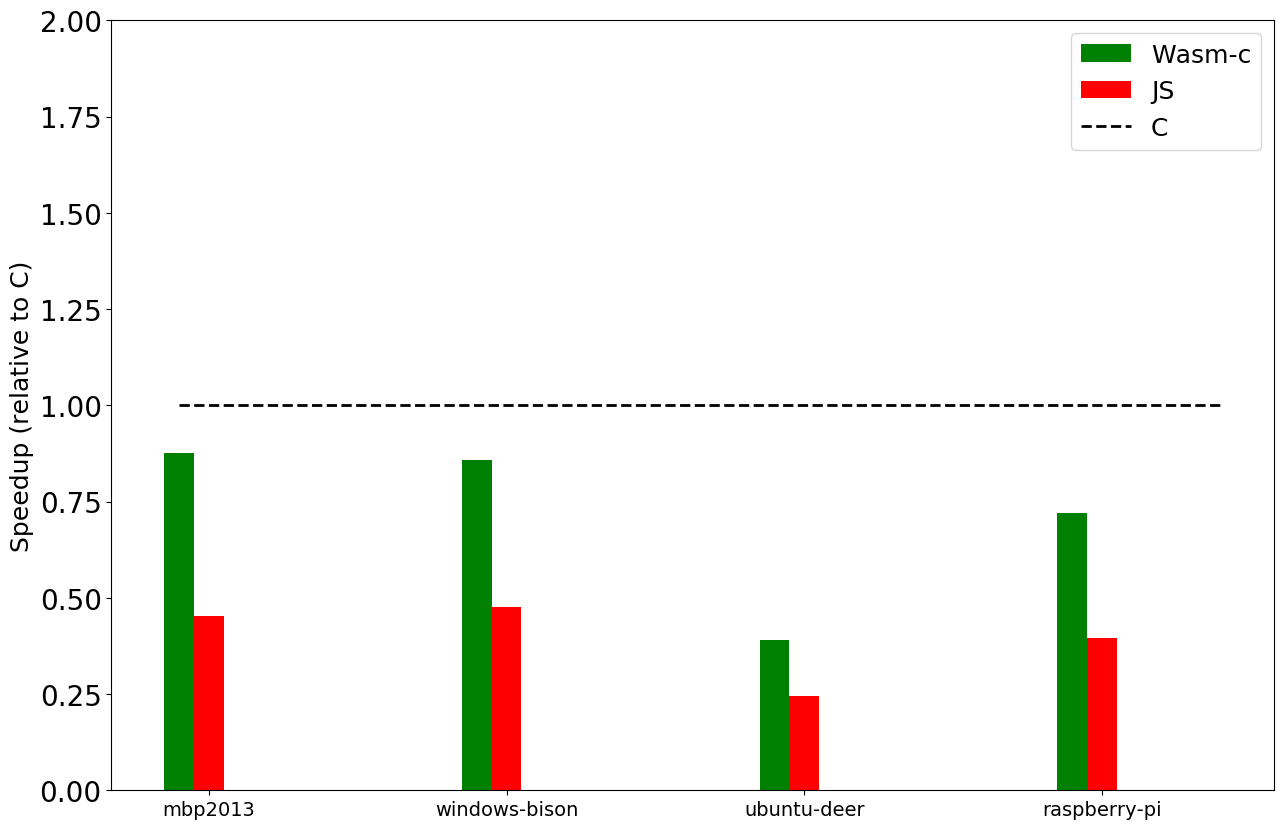 2.00
1.75
1.50
1.25
1.00
0.75
0.50
0.25
0.00
Speedup (relative to C)
Wasm-c
JS
C
mbp2013 windows-bison ubuntu-deer raspberry-pi